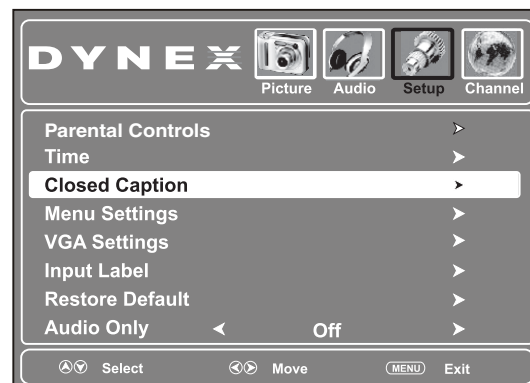 DYNEX
Picture Audio Setup Channel
Parental Controls
Time
Closed Caption
Menu Settings
VGA Settings
Input Label
Restore Default
Audio Only Off
Select Move MENU Exit